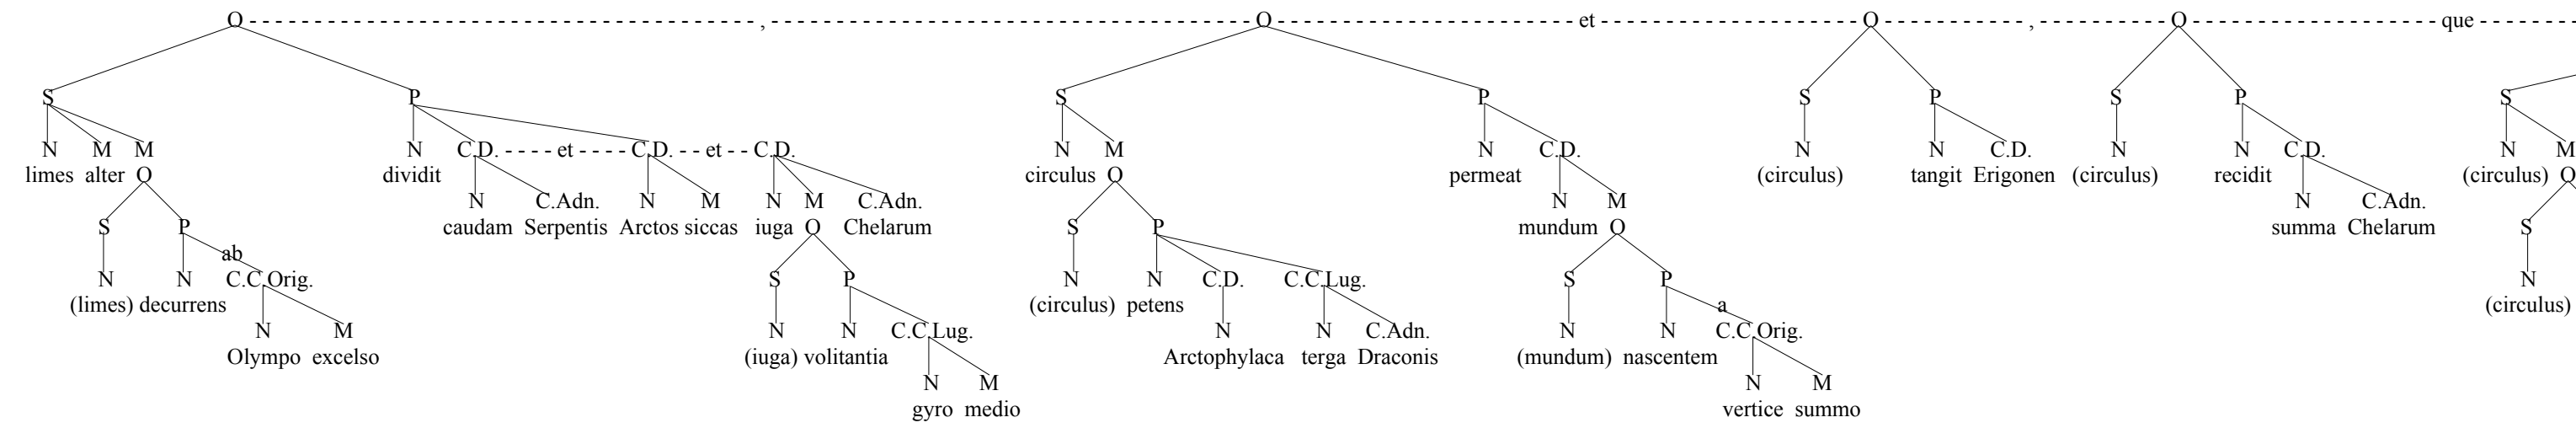 O , O et O , O que
S P S P S P S P S
N M M N C.D. et C.D. et C.D. N M N C.D. N N C.D. N N C.D. N M
limes alter O dividit circulus O permeat (circulus) tangit Erigonen (circulus) recidit (circulus) O
N C.Adn. N M N M C.Adn. N M N C.Adn.
S P caudam Serpentis Arctos siccas iuga O Chelarum S P mundum O summa Chelarum S
ab
N N C.C.Orig. S P N N C.D. C.C.Lug. S P N
(limes) decurrens (circulus) petens a (circulus)
N M N N C.C.Lug. N N C.Adn. N N C.C.Orig.
Olympo excelso (iuga) volitantia Arctophylaca terga Draconis (mundum) nascentem
N M N M
gyro medio vertice summo